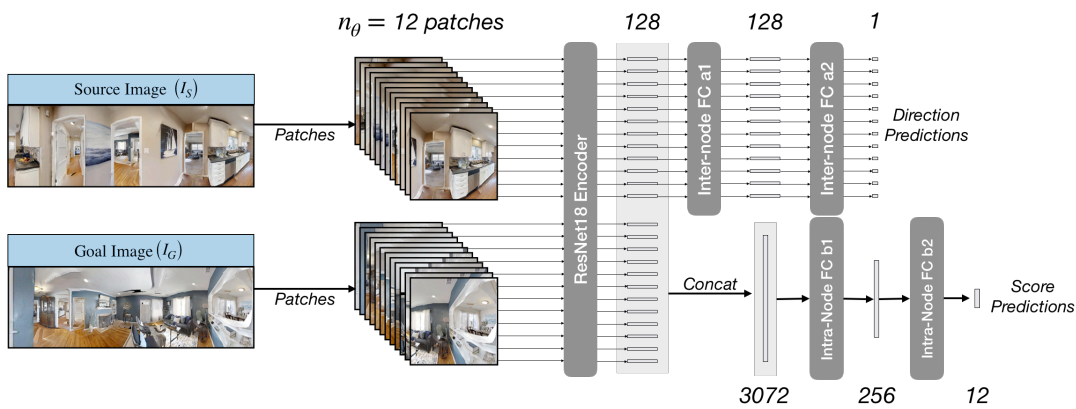 n_θ = 12 patches
128
128
1
Source Image (I_S)
Patches
ResNet18 Encoder
Inter-node FC a1
Inter-node FC a2
Direction
Predictions
Goal Image (I_G)
Patches
Concat
Intra-Node FC b1
Intra-Node FC b2
Score
Predictions
3072
256
12